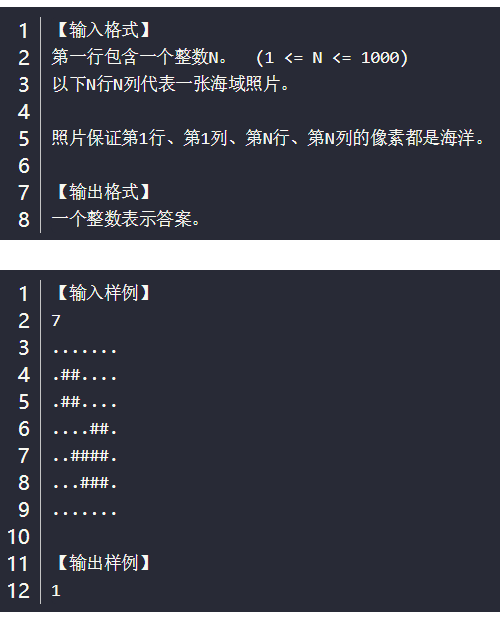 1 【输入格式】
2 第一行包含一个整数N。 (1 <= N <= 1000)
3 以下N行N列代表一张海域照片。
4
5 照片保证第1行、第1列、第N行、第N列的像素都是海洋。
6
7 【输出格式】
8 一个整数表示答案。
1 【输入样例】
2 7
3 .......
4 .##....
5 .##....
6 ....##.
7 ..####.
8 ...###.
9 .......
10
11 【输出样例】
12 1